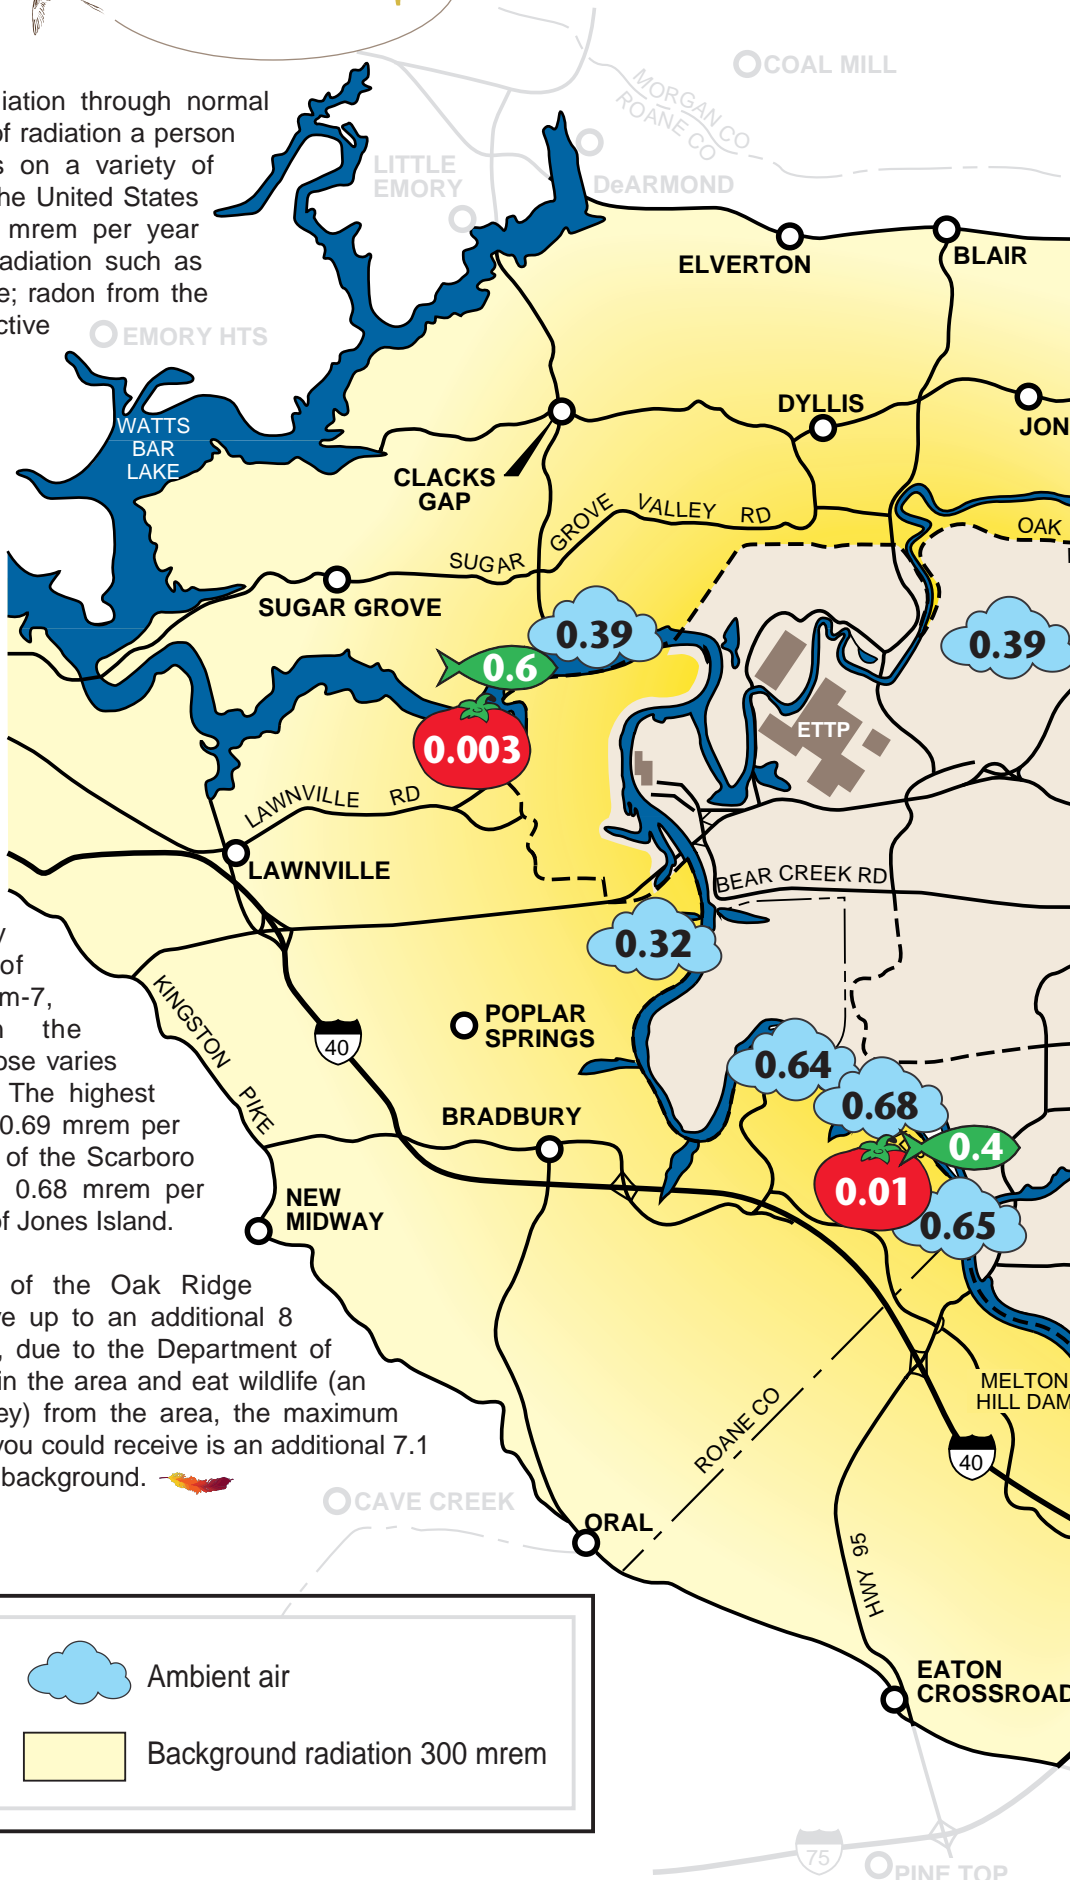 COAL MILL
MORGAN CO
ROANE CO
iation through normal
of radiation a person
s on a variety of
he United States
mrem per year
adiation such as
e; radon from the
ctive
LITTLE
EMORY
DeARMOND
ELVERTON
BLAIR
EMORY HTS
WATTS
BAR
LAKE
DYLLIS
JON
CLACKS
GAP
SUGAR GROVE VALLEY RD
OAK
SUGAR GROVE
0.39
0.39
0.6
0.003
ETTP
LAWNVILLE RD
LAWNVILLE
BEAR CREEK RD
0.32
y
of
m-7,
n the
ose varies
The highest
0.69 mrem per
of the Scarboro
0.68 mrem per
of Jones Island.
KINGSTON PIKE
40
POPLAR
SPRINGS
0.64
0.68
BRADBURY
0.4
0.01
0.65
NEW
MIDWAY
of the Oak Ridge
ve up to an additional 8
, due to the Department of
in the area and eat wildlife (an
ey) from the area, the maximum
you could receive is an additional 7.1
background.
MELTON
HILL DAM
ROANE CO
40
CAVE CREEK
ORAL
HWY 95
EATON
CROSSROAD
Ambient air
Background radiation 300 mrem
75
PINE TOP